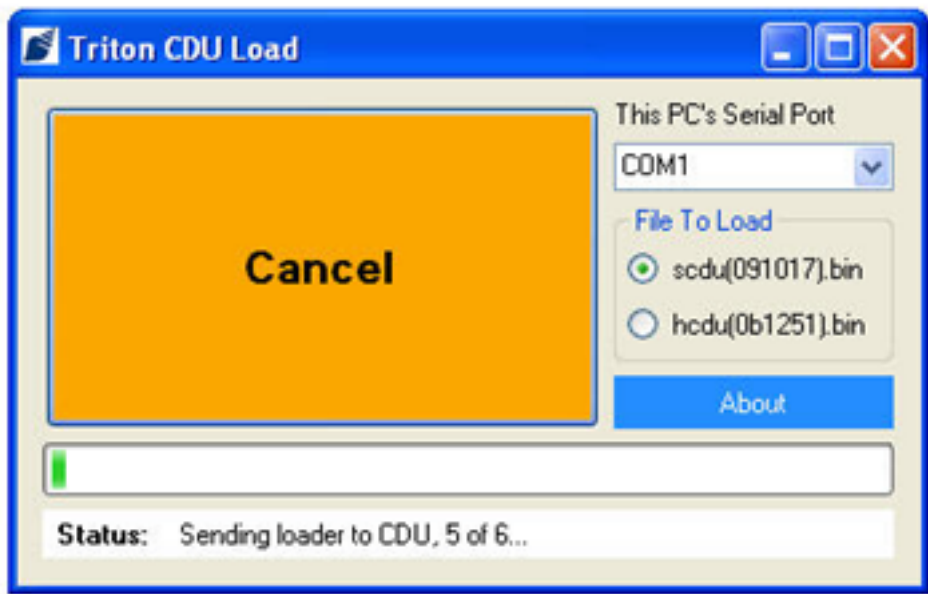 Triton CDU Load
This PC's Serial Port
COM1
File To Load
scdu(091017).bin
hcdu(0b1251).bin
Cancel
About
Status: Sending loader to CDU, 5 of 6...